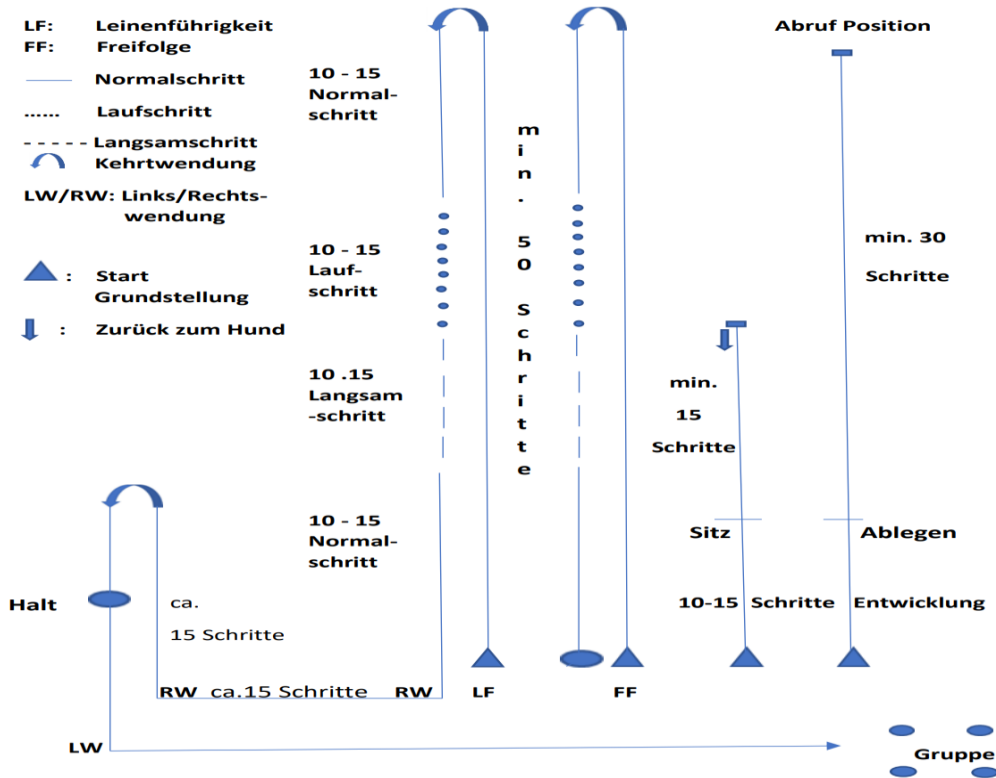 LF: Leinenführigkeit
FF: Freifolge
Normalschritt
...... Laufschritt
- - - - - Langsamschritt
Kehrtwendung
LW/RW: Links/Rechts-
wendung
: Start
Grundstellung
: Zurück zum Hund
10 - 15
Normal-
schritt
10 - 15
Lauf-
schritt
10 .15
Langsam
-schritt
10 - 15
Normal-
schritt
min. 50 Schritte
Abruf Position
min. 30
Schritte
min.
15
Schritte
Sitz
Ablegen
10-15 Schritte Entwicklung
Halt
ca.
15 Schritte
RW ca.15 Schritte RW
LF
FF
LW
Gruppe